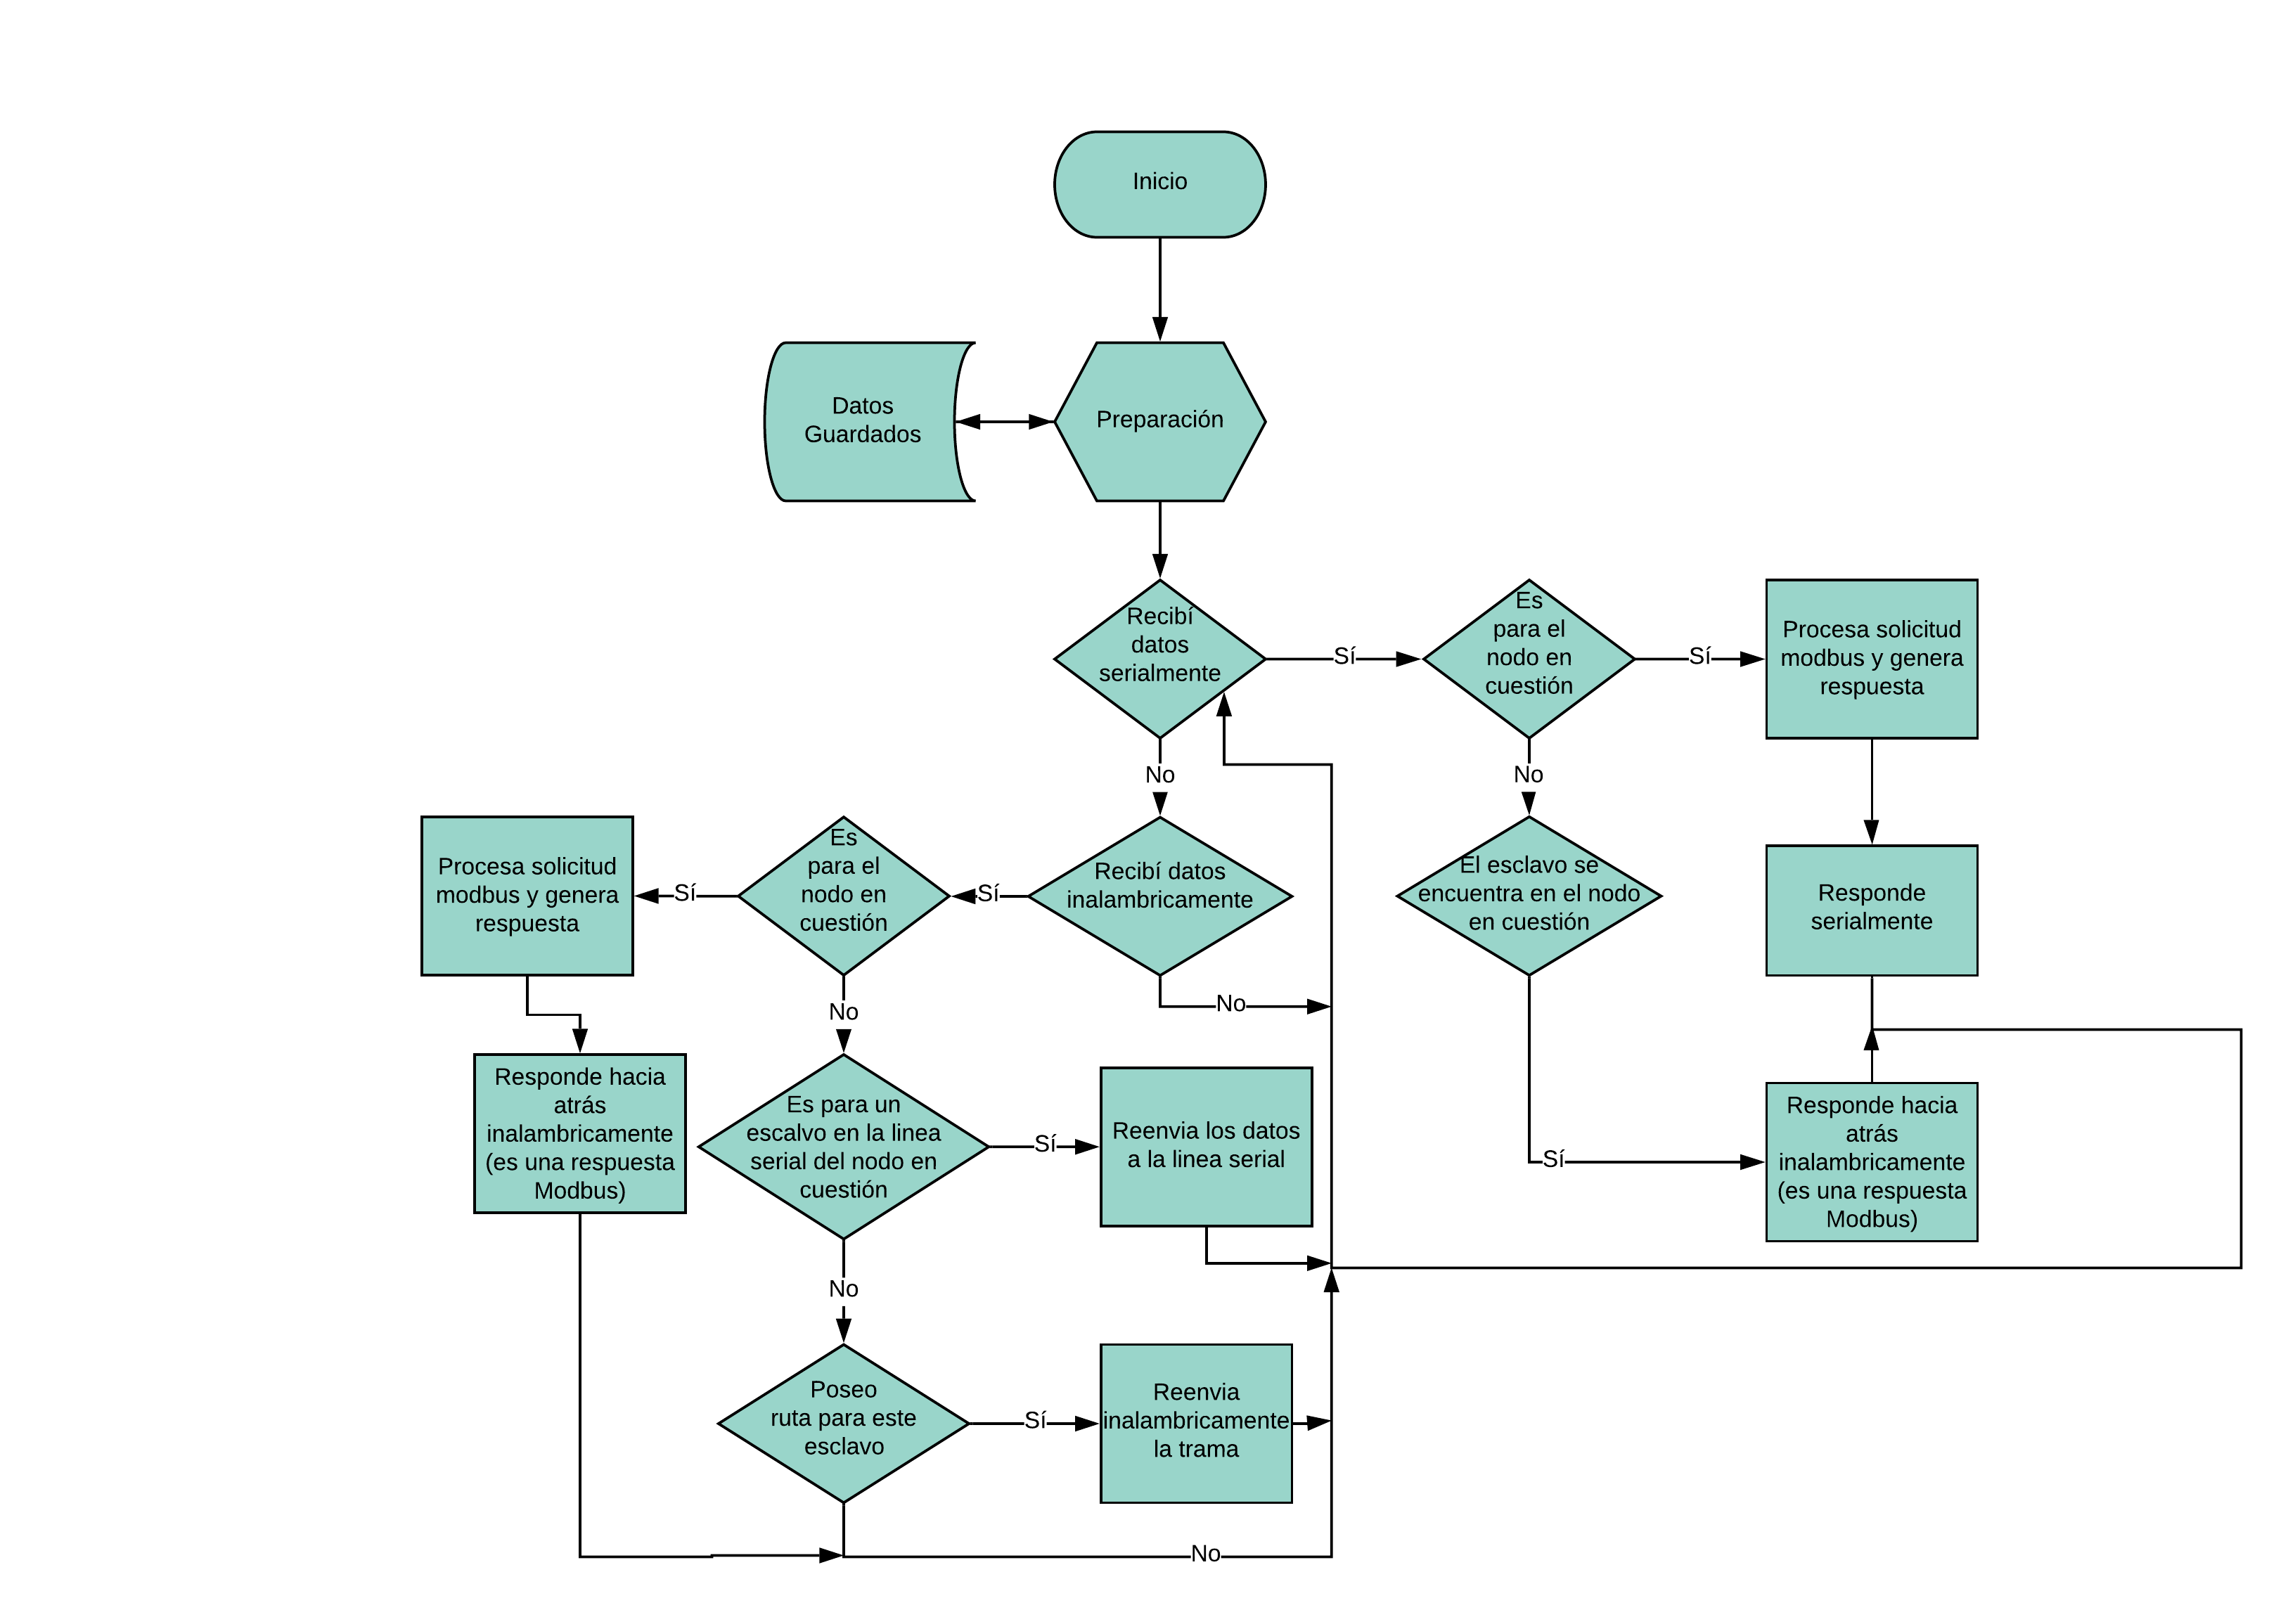 Inicio
Datos
Guardados
Preparación
Recibí
datos
serialmente
Sí
Es
para el
nodo en
cuestión
Sí
Procesa solicitud
modbus y genera
respuesta
No
No
Procesa solicitud
modbus y genera
respuesta
Sí
Es
para el
nodo en
cuestión
Sí
Recibí datos
inalambricamente
El esclavo se
encuentra en el nodo
en cuestión
Responde
serialmente
No
No
Responde hacia
atrás
inalambricamente
(es una respuesta
Modbus)
Es para un
escalvo en la linea
serial del nodo en
cuestión
Sí
Reenvia los datos
a la linea serial
Sí
Responde hacia
atrás
inalambricamente
(es una respuesta
Modbus)
No
Poseo
ruta para este
esclavo
Sí
Reenvia
inalambricamente
la trama
No